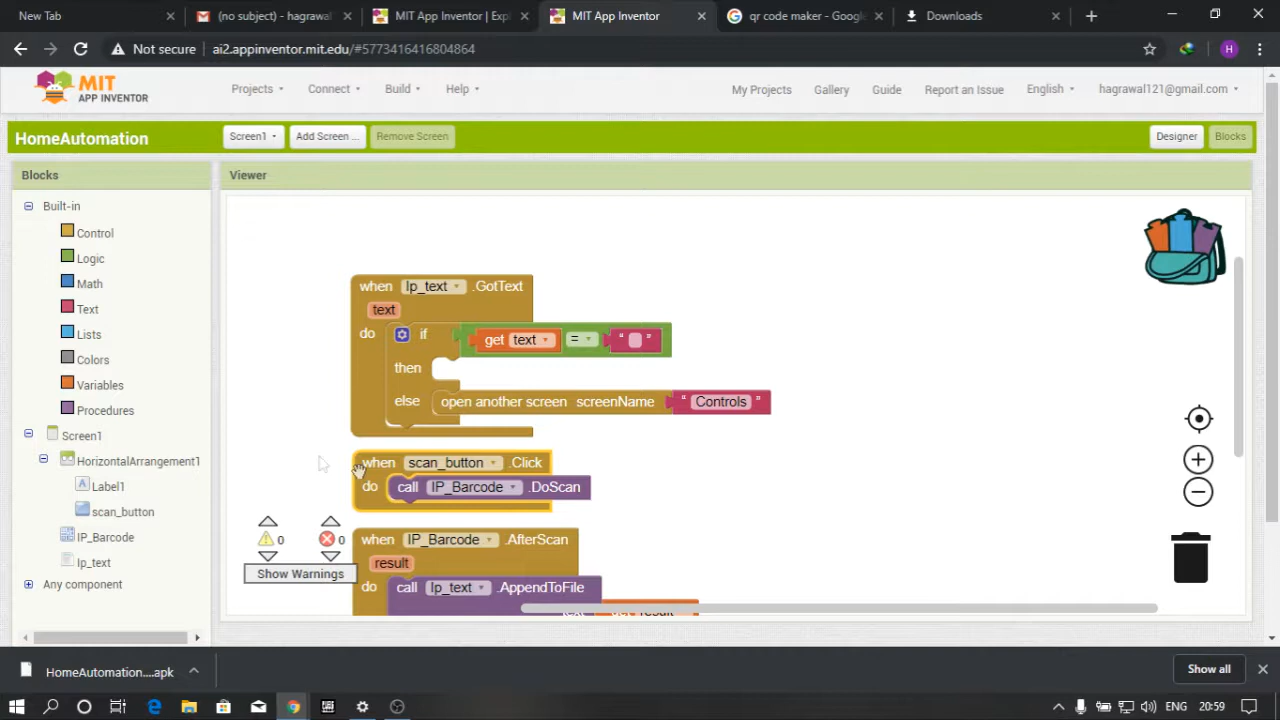 New Tab
(no subject) - hagrawal
MIT App Inventor | Exp
MIT App Inventor
qr code maker - Google
Downloads
Not secure
ai2.appinventor.mit.edu/#5773416416804864
H
MIT
APP INVENTOR
Projects
Connect
Build
Help
My Projects
Gallery
Guide
Report an Issue
English
hagrawal121@gmail.com
HomeAutomation
Screen1
Add Screen ...
Remove Screen
Designer
Blocks
Blocks
Viewer
Built-in
Control
Logic
Math
Text
Lists
Colors
Variables
Procedures
Screen1
HorizontalArrangement1
A Label1
scan_button
IP_Barcode
Ip_text
Any component
when Ip_text .GotText
text
do if get text = “ ”
then
else open another screen screenName “ Controls ”
when scan_button .Click
do call IP_Barcode .DoScan
when IP_Barcode .AfterScan
result
do call Ip_text .AppendToFile
0 0
Show Warnings
HomeAutomation....apk
Show all
ENG 20:59